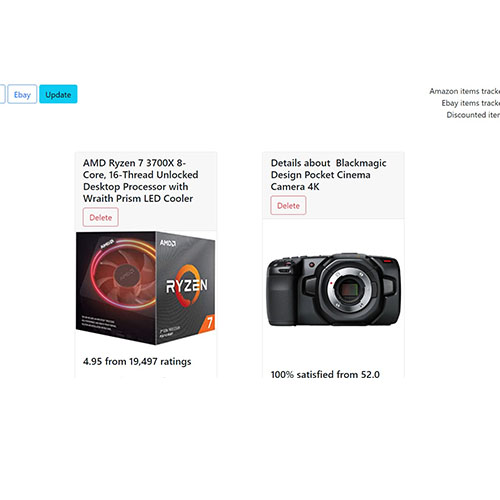 Ebay
Update
Amazon items tracke
Ebay items tracke
Discounted iter
AMD Ryzen 7 3700X 8-
Core, 16-Thread Unlocked
Desktop Processor with
Wraith Prism LED Cooler
Delete
AMD
AMD
RYZEN
7
4.95 from 19,497 ratings
Details about Blackmagic
Design Pocket Cinema
Camera 4K
Delete
100% satisfied from 52.0